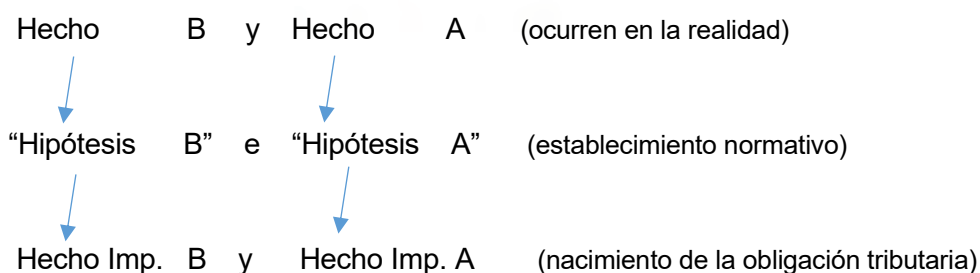 Hecho B y Hecho A (ocurren en la realidad)
“Hipótesis B” e “Hipótesis A” (establecimiento normativo)
Hecho Imp. B y Hecho Imp. A (nacimiento de la obligación tributaria)